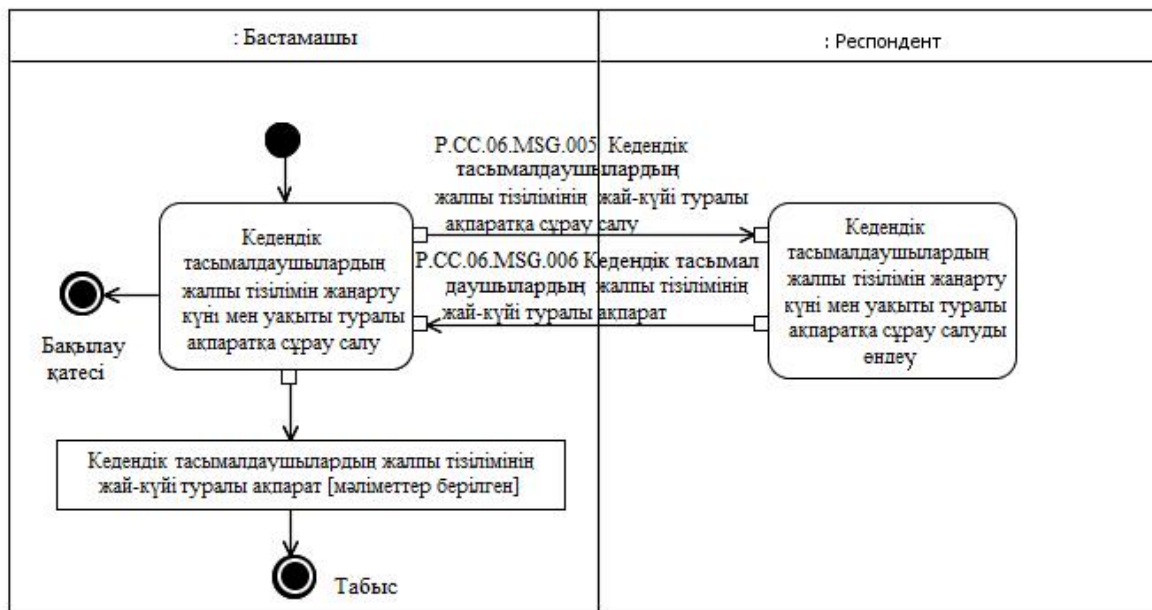 : Бастамашы
: Респондент
P.CC.06.MSG.005 Кедендік
тасымалдаушылардың
жалпы тізілімінің жай-күйі туралы
ақпаратқа сұрау салу
Кедендік
тасымалдаушылардың
жалпы тізілімін жаңарту
күні мен уақыты туралы
ақпаратқа сұрау салу
P.CC.06.MSG.006 Кедендік тасымал
даушылардың жалпы тізілімінің
жай-күйі туралы ақпарат
Кедендік
тасымалдаушылардың
жалпы тізілімін жаңарту
күні мен уақыты туралы
ақпаратқа сұрау салуды
өңдеу
Бақылау
қатесі
Кедендік тасымалдаушылардың жалпы тізілімінің
жай-күйі туралы ақпарат [мәліметтер берілген]
Табыс